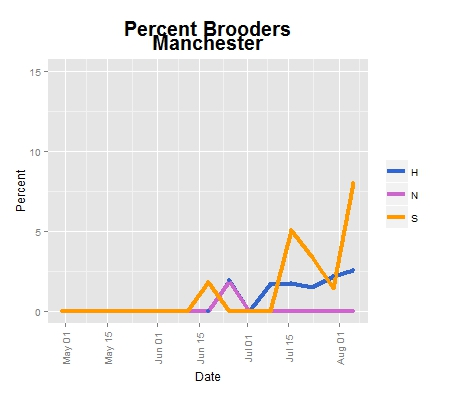 Percent Brooders
Manchester
15
10
5
0
Percent
May 01
May 15
Jun 01
Jun 15
Jul 01
Jul 15
Aug 01
Date
H
N
S